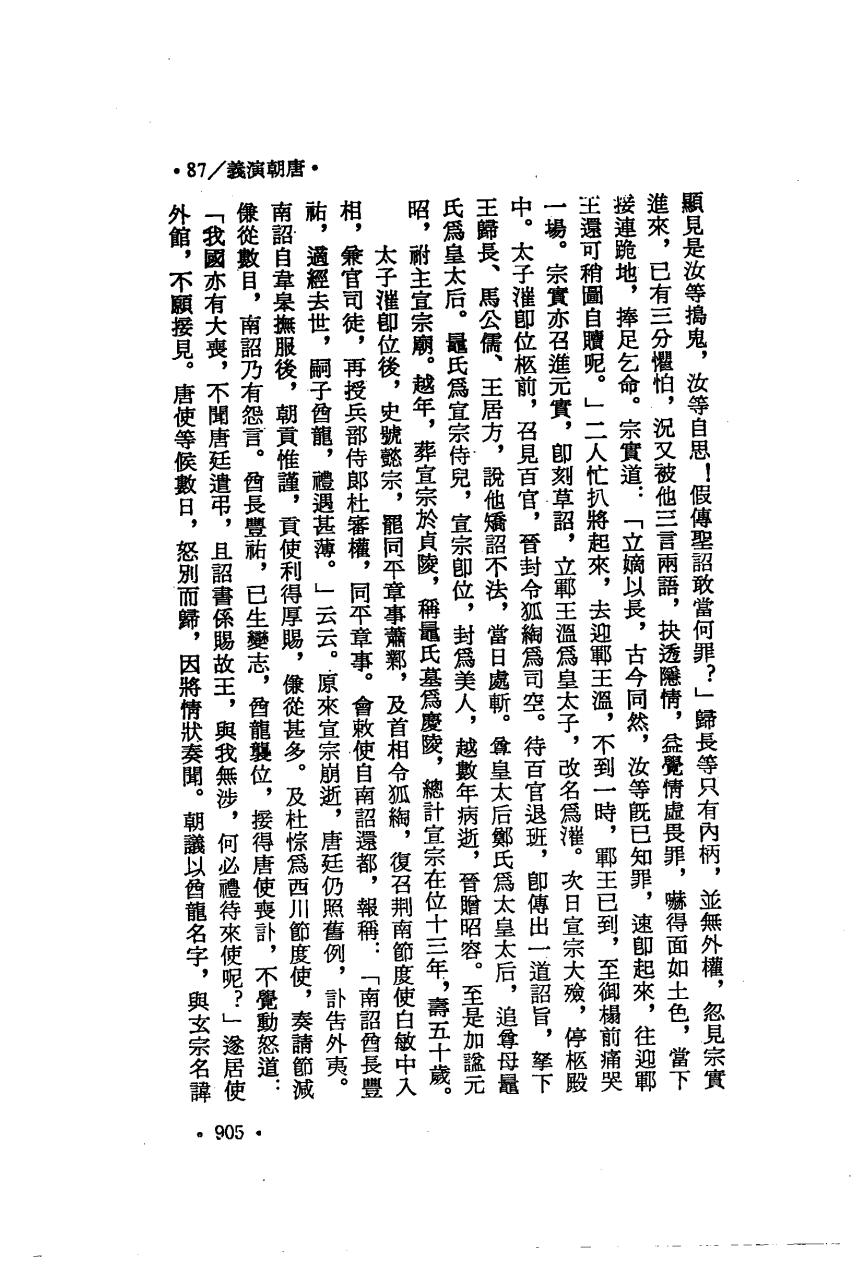 •87／義演朝唐•
顯見是汝等搗鬼，汝等自思！假傳聖詔敢當何罪？」歸長等只有內柄，並無外權，忽見宗實
進來，已有三分懼怕，況又被他三言兩語，抉透隱情，益覺情虛畏罪，嚇得面如土色，當下
接連跪地，捧足乞命。宗實道：「立嫡以長，古今同然，汝等旣已知罪，速卽起來，往迎鄆
王還可稍圖自贖呢。」二人忙扒將起來，去迎鄆王溫，不到一時，鄆王已到，至御榻前痛哭
一場。宗實亦召進元實，卽刻草詔，立鄆王溫爲皇太子，改名爲漼。次日宣宗大殮，停柩殿
中。太子漼卽位柩前，召見百官，晉封令狐綯爲司空。待百官退班，卽傳出一道詔旨，拏下
王歸長、馬公儒、王居方，說他矯詔不法，當日處斬。尊皇太后鄭氏爲太皇太后，追尊母鼂
氏爲皇太后。鼂氏爲宣宗侍兒，宣宗卽位，封爲美人，越數年病逝，晉贈昭容。至是加諡元
昭，祔主宣宗廟。越年，葬宣宗於貞陵，稱鼂氏墓爲慶陵，總計宣宗在位十三年，壽五十歲。
太子漼卽位後，史號懿宗，罷同平章事蕭鄴，及首相令狐綯，復召荆南節度使白敏中入
相，兼官司徒，再授兵部侍郎杜審權，同平章事。會敕使自南詔還都，報稱：「南詔酋長豐
祐，適經去世，嗣子酋龍，禮遇甚薄。」云云。原來宣宗崩逝，唐廷仍照舊例，訃告外夷。
南詔自韋臯撫服後，朝貢惟謹，貢使利得厚賜，傔從甚多。及杜悰爲西川節度使，奏請節減
傔從數目，南詔乃有怨言。酋長豐祐，已生變志，酋龍襲位，接得唐使喪訃，不覺動怒道：
「我國亦有大喪，不聞唐廷遣弔，且詔書係賜故王，與我無涉，何必禮待來使呢？」遂居使
外館，不願接見。唐使等候數日，怒別而歸，因將情狀奏聞。朝議以酋龍名字，與玄宗名諱
•905•